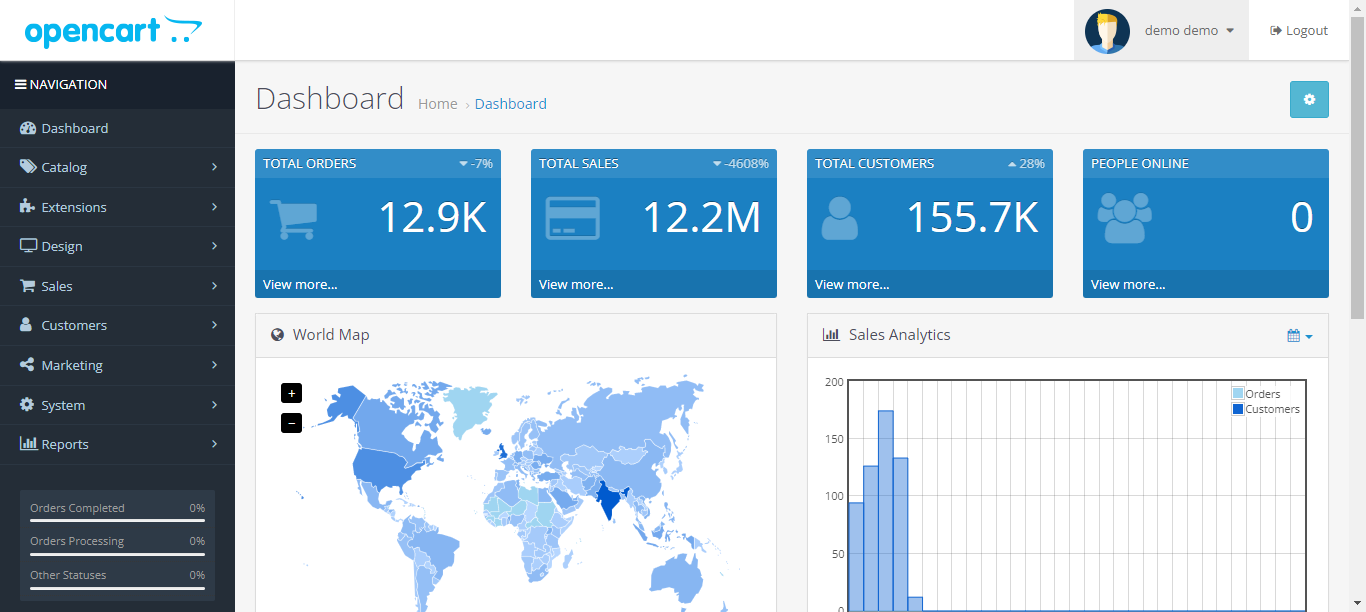 opencart
demo demo
Logout
NAVIGATION
Dashboard
Catalog
Extensions
Design
Sales
Customers
Marketing
System
Reports
Orders Completed 0%
Orders Processing 0%
Other Statuses 0%
Dashboard Home › Dashboard
TOTAL ORDERS -7%
12.9K
View more...
TOTAL SALES -4608%
12.2M
View more...
TOTAL CUSTOMERS 28%
155.7K
View more...
PEOPLE ONLINE
0
View more...
World Map
+
−
Sales Analytics
200
150
100
50
0
Orders
Customers